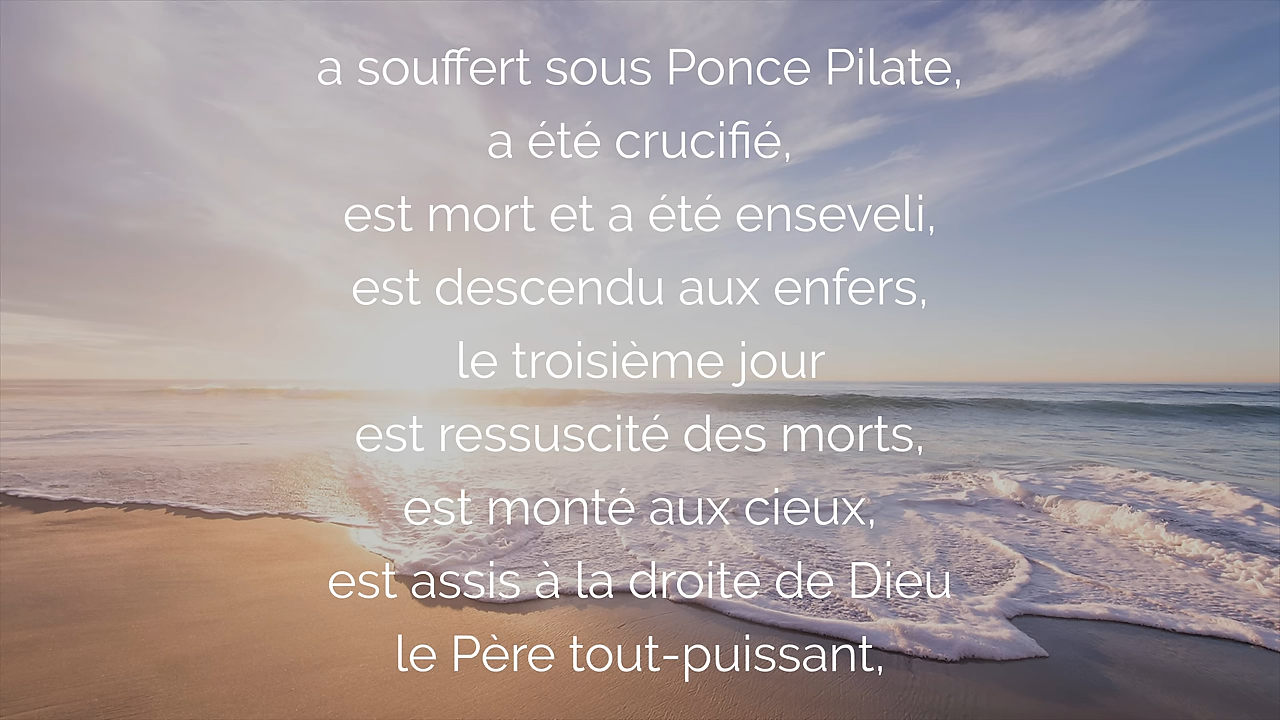 a souffert sous Ponce Pilate,
a été crucifié,
est mort et a été enseveli,
est descendu aux enfers,
le troisième jour
est ressuscité des morts,
est monté aux cieux,
est assis à la droite de Dieu
le Père tout-puissant,